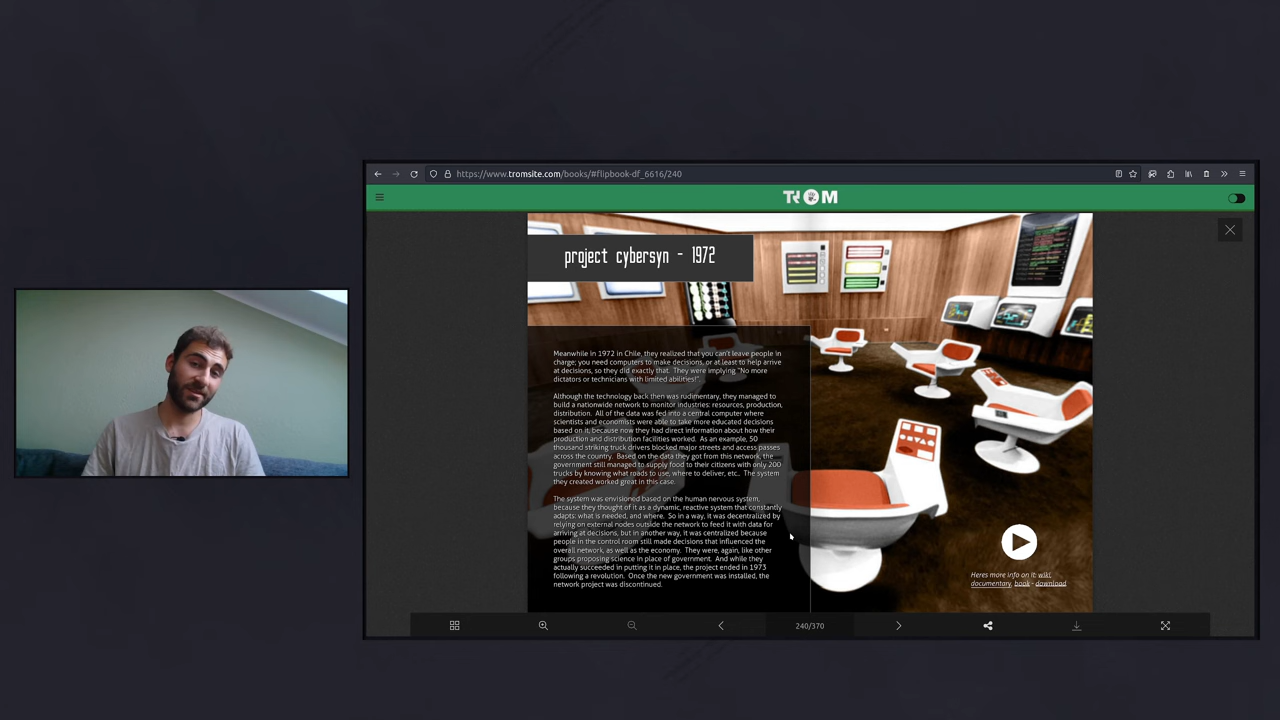 https://www.tromsite.com/books/#flipbook-df_6616/240
TROM
project cybersyn - 1972
Meanwhile in 1972 in Chile, they realized that you can't leave people in
charge; you need computers to make decisions, or at least to help arrive
at decisions, so they did exactly that. They were implying "No more
dictators or technicians with limited abilities!".
Although the technology back then was rudimentary, they managed to
build a nationwide network to monitor industries: resources, production,
distribution. All of the data was fed into a central computer where
scientists and economists were able to take more educated decisions
based on it, because now they had direct information about how their
production and distribution facilities worked. As an example, 50
thousand striking truck drivers blocked major streets and access passes
across the country. Based on the data they got from this network, the
government still managed to supply food to their citizens with only 200
trucks by knowing what roads to use, where to deliver, etc.. The system
they created worked great in this case.
The system was envisioned based on the human nervous system,
because they thought of it as a dynamic, reactive system that constantly
adapts: what is needed, and where. So in a way, it was decentralized by
relying on external nodes outside the network to feed it with data for
arriving at decisions, but in another way, it was centralized because
people in the control room still made decisions that influenced the
overall network, as well as the economy. They were, again, like other
groups proposing science in place of government. And while they
actually succeeded in putting it in place, the project ended in 1973
following a revolution. Once the new government was installed, the
network project was discontinued.
Heres more info on it: wiki,
documentary, book - download
240/370